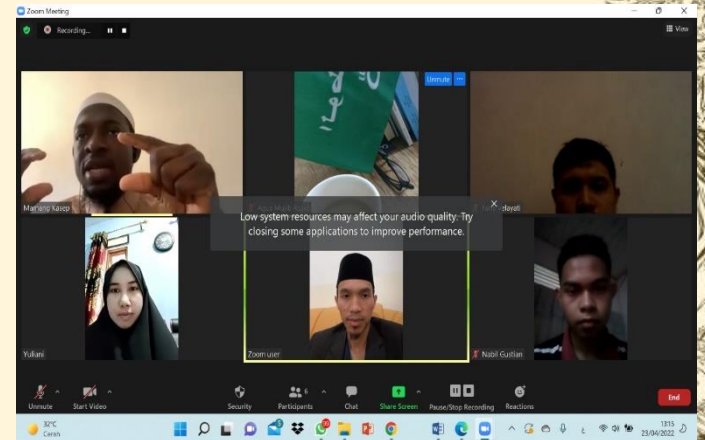 Zoom Meeting
Recording...
View
Unmute
Mamang Kasep
Low system resources may affect your audio quality. Try
closing some applications to improve performance.
Yuliani
Zoom user
Nabil Gustian
Unmute
Start Video
Security
6
Participants
Chat
Share Screen
Pause/Stop Recording
Reactions
End
32°C
Cerah
13:15
23/04/2022